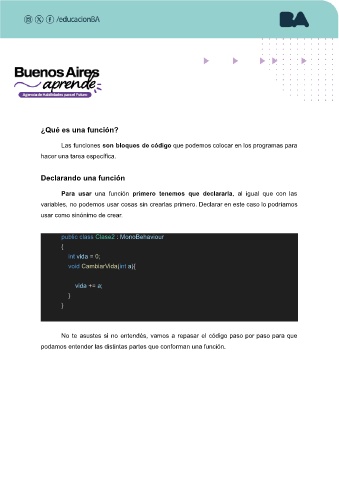 /educacionBA
BA
Buenos Aires
aprende
Agencia de Habilidades para el Futuro
¿Qué es una función?
Las funciones son bloques de código que podemos colocar en los programas para
hacer una tarea específica.
Declarando una función
Para usar una función primero tenemos que declararla, al igual que con las
variables, no podemos usar cosas sin crearlas primero. Declarar en este caso lo podríamos
usar como sinónimo de crear.
public class Clase2 : MonoBehaviour
{
int vida = 0;
void CambiarVida(int a){
vida += a;
}
}
No te asustes si no entendés, vamos a repasar el código paso por paso para que
podamos entender las distintas partes que conforman una función.